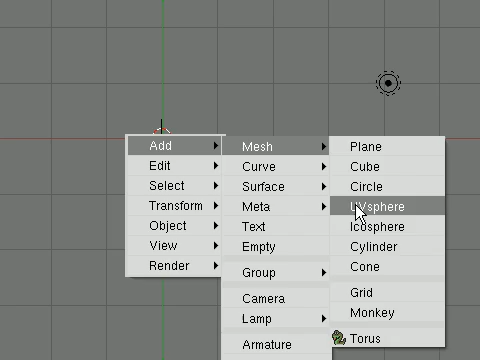 Add
Edit
Select
Transform
Object
View
Render
Mesh
Curve
Surface
Meta
Text
Empty
Group
Camera
Lamp
Armature
Plane
Cube
Circle
UVsphere
Icosphere
Cylinder
Cone
Grid
Monkey
Torus